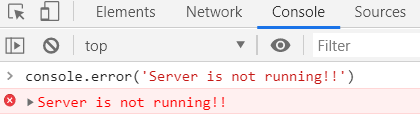 Elements Network Console Sources
top Filter
> console.error('Server is not running!!')
Server is not running!!